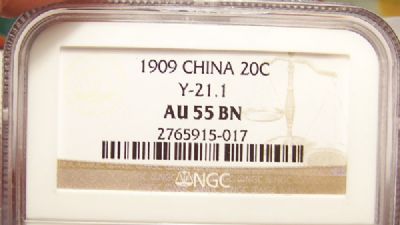 1909 CHINA 20C
Y-21.1
AU 55 BN
2765915-017
NGC